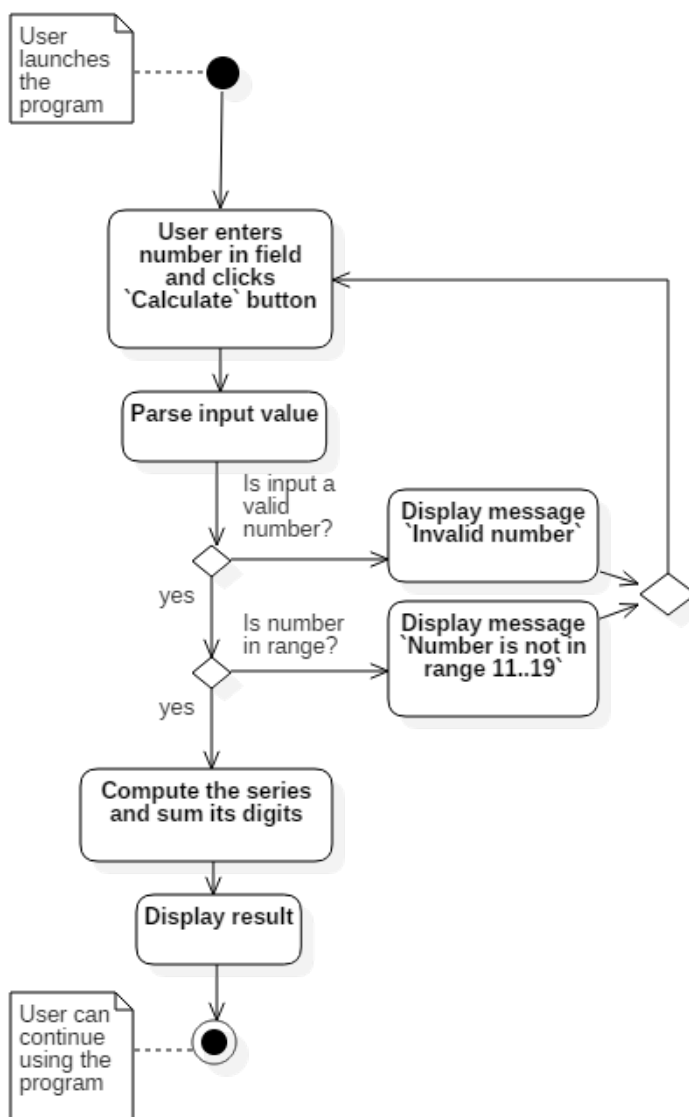 User
launches
the
program
User enters
number in field
and clicks
`Calculate` button
Parse input value
Is input a
valid
number?
Display message
`Invalid number`
yes
Is number
in range?
Display message
`Number is not in
range 11..19`
yes
Compute the series
and sum its digits
Display result
User can
continue
using the
program